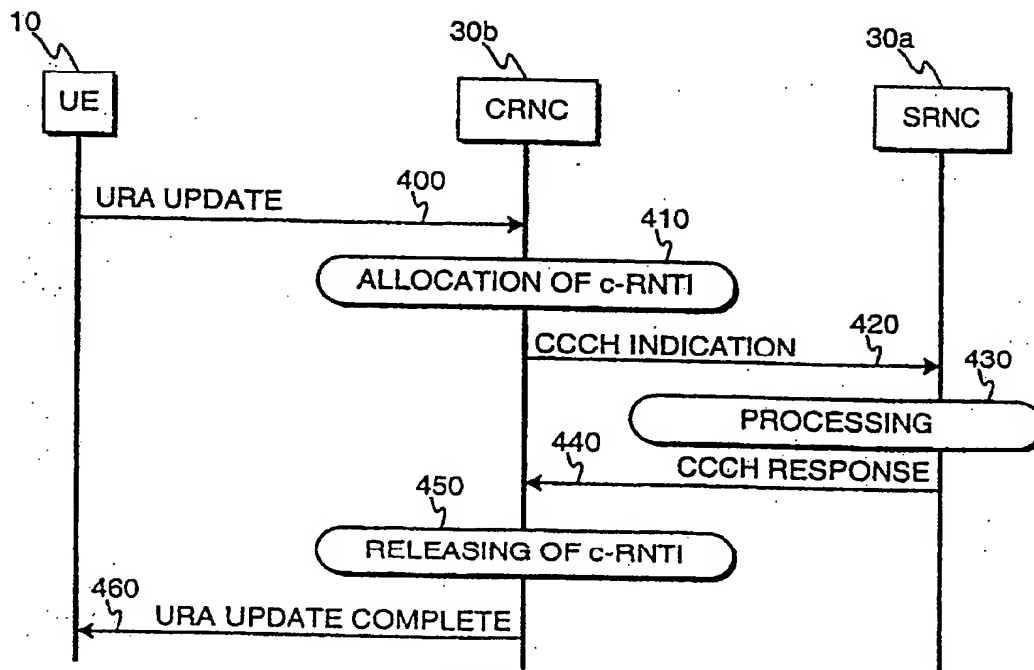 10
30b
30a
UE
CRNC
SRNC
URA UPDATE
400
410
ALLOCATION OF c-RNTI
CCCH INDICATION
420
430
PROCESSING
440
CCCH RESPONSE
450
RELEASING OF c-RNTI
460
URA UPDATE COMPLETE